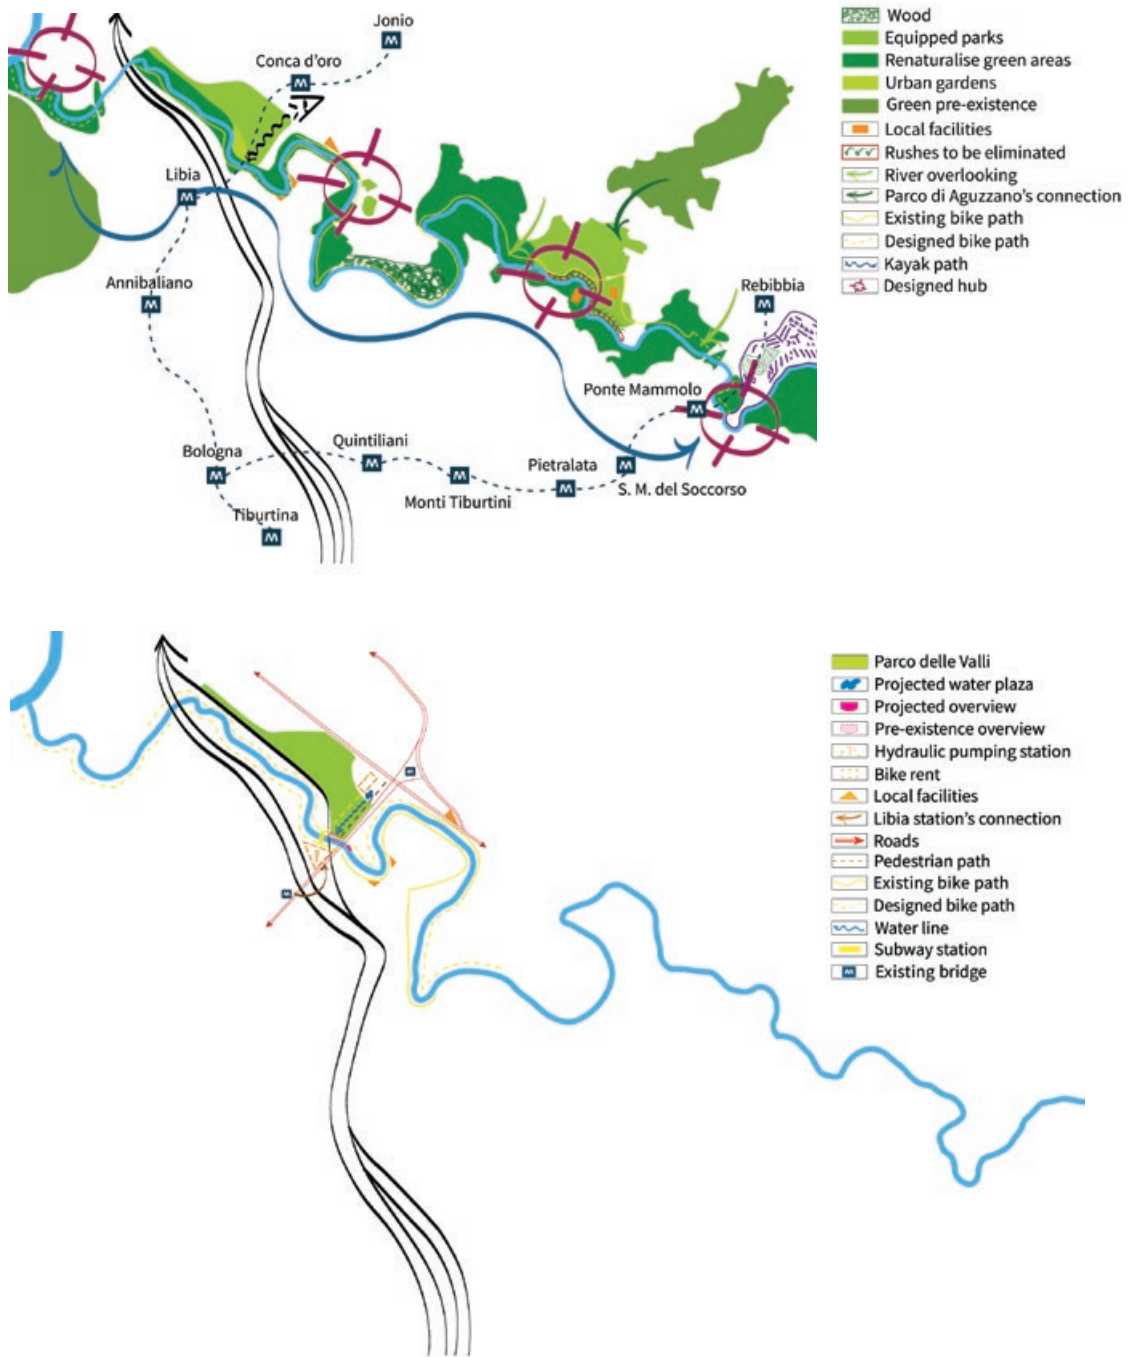 Jonio
Conca d'oro
Libia
Annibaliano
Rebibbia
Ponte Mammolo
Quintiliani
Bologna
Pietralata
S. M. del Soccorso
Monti Tiburtini
Tiburtina
M
M
M
M
M
M
M
M
M
M
M
M
Wood
Equipped parks
Renaturalise green areas
Urban gardens
Green pre-existence
Local facilities
Rushes to be eliminated
River overlooking
Parco di Aguzzano's connection
Existing bike path
Designed bike path
Kayak path
Designed hub
Parco delle Valli
Projected water plaza
Projected overview
Pre-existence overview
Hydraulic pumping station
Bike rent
Local facilities
Libia station's connection
Roads
Pedestrian path
Existing bike path
Designed bike path
Water line
Subway station
M Existing bridge